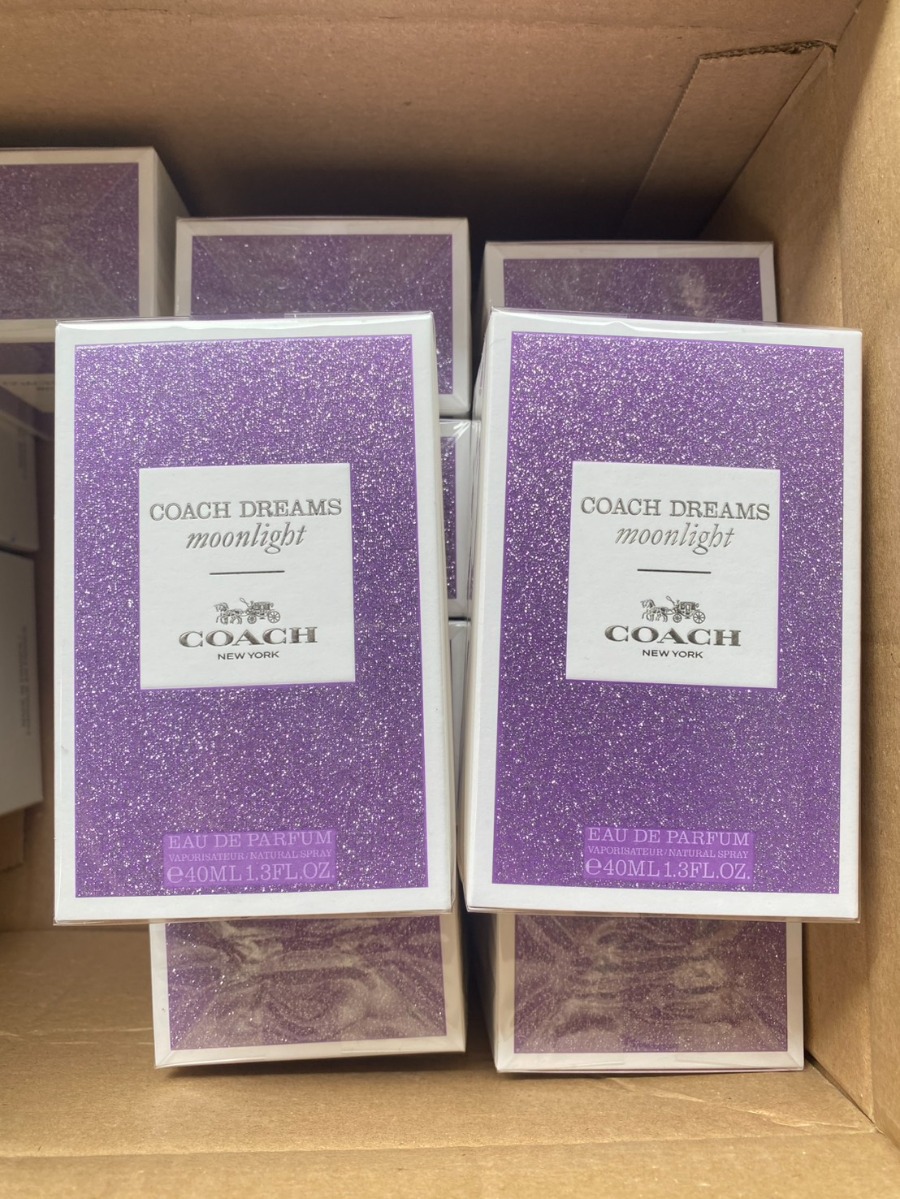 COACH DREAMS
moonlight
COACH
NEW YORK
EAU DE PARFUM
VAPORISATEUR/NATURAL SPRAY
℮40ML 1.3FL.OZ.
COACH DREAMS
moonlight
COACH
NEW YORK
EAU DE PARFUM
VAPORISATEUR/NATURAL SPRAY
℮40ML 1.3FL.OZ.